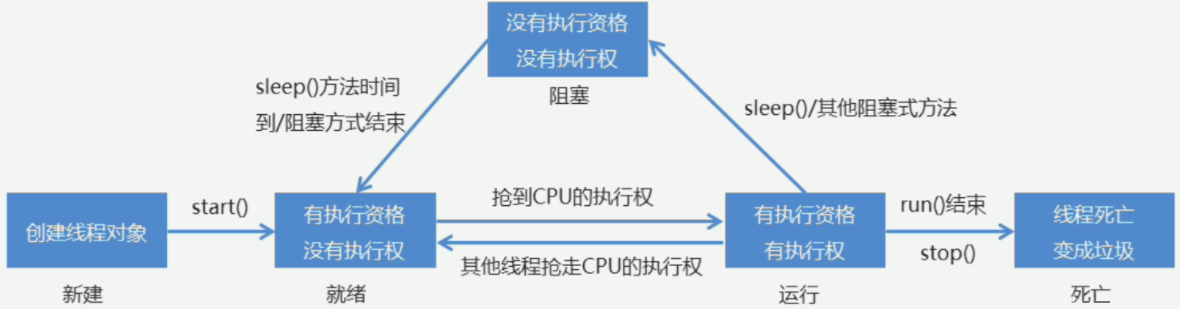 没有执行资格
没有执行权
阻塞
sleep()方法时间
到/阻塞方式结束
sleep()/其他阻塞式方法
创建线程对象
新建
start()
有执行资格
没有执行权
就绪
抢到CPU的执行权
其他线程抢走CPU的执行权
有执行资格
有执行权
运行
run()结束
stop()
线程死亡
变成垃圾
死亡